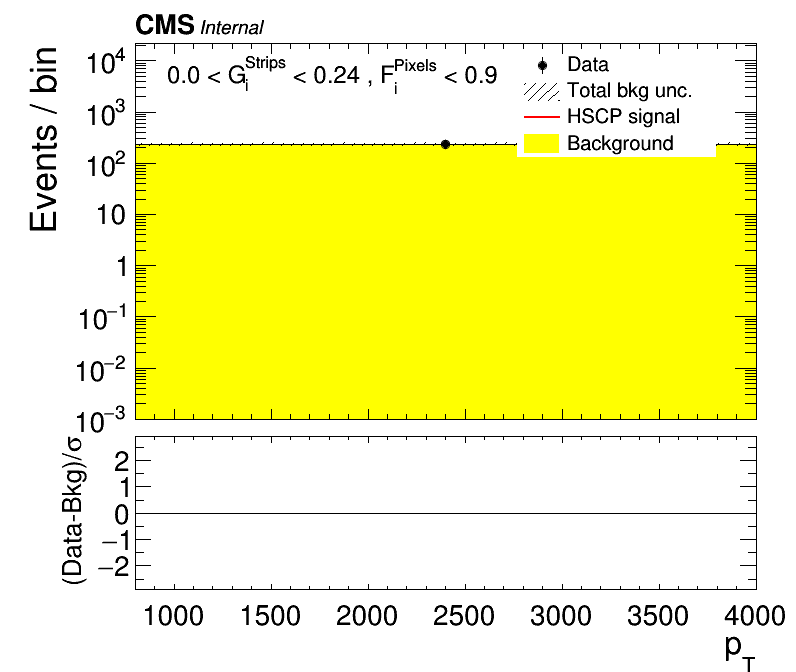 CMS Internal
0.0 < G_i^Strips < 0.24 , F_i^Pixels < 0.9
Data
Total bkg unc.
HSCP signal
Background
Events / bin
10^4
10^3
10^2
10
1
10^−1
10^−2
10^−3
(Data-Bkg)/σ
2
1
0
−1
−2
1000 1500 2000 2500 3000 3500 4000
p_T